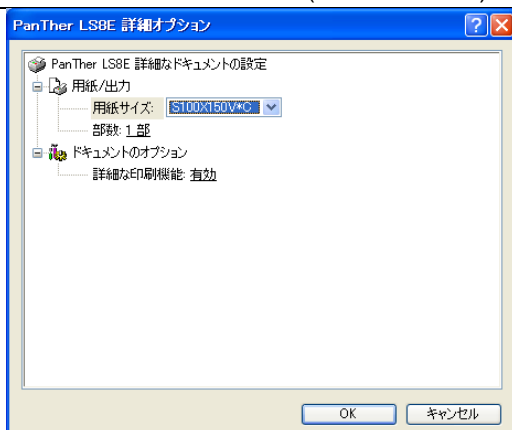 PanTher LS8E 詳細オプション
PanTher LS8E 詳細なドキュメントの設定
用紙/出力
用紙サイズ: S100X150V*C
部数: 1 部
ドキュメントのオプション
詳細な印刷機能: 有効
OK キャンセル